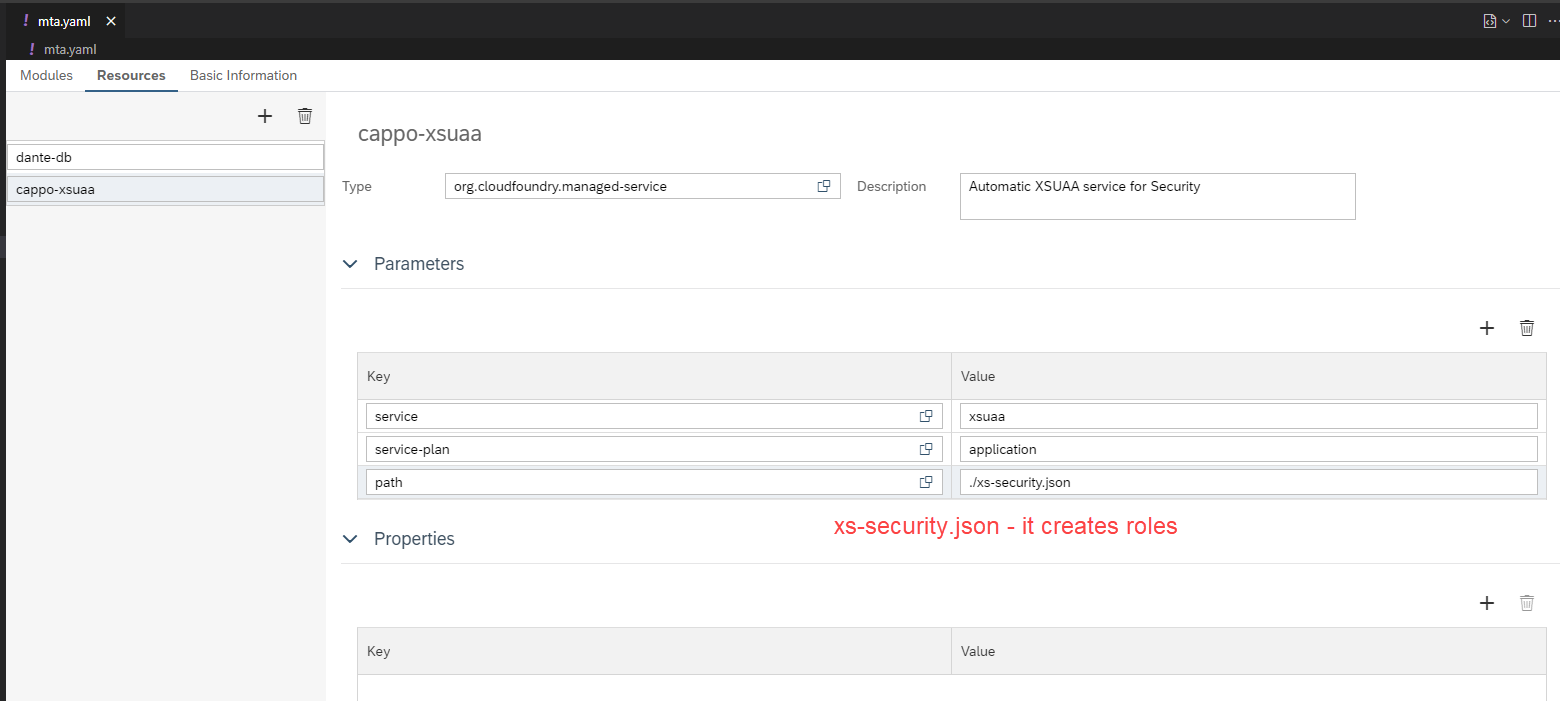 ! mta.yaml
! mta.yaml
Modules Resources Basic Information
dante-db
cappo-xsuaa
cappo-xsuaa
Type org.cloudfoundry.managed-service Description Automatic XSUAA service for Security
Parameters
Key Value
service xsuaa
service-plan application
path ./xs-security.json
xs-security.json - it creates roles
Properties
Key Value